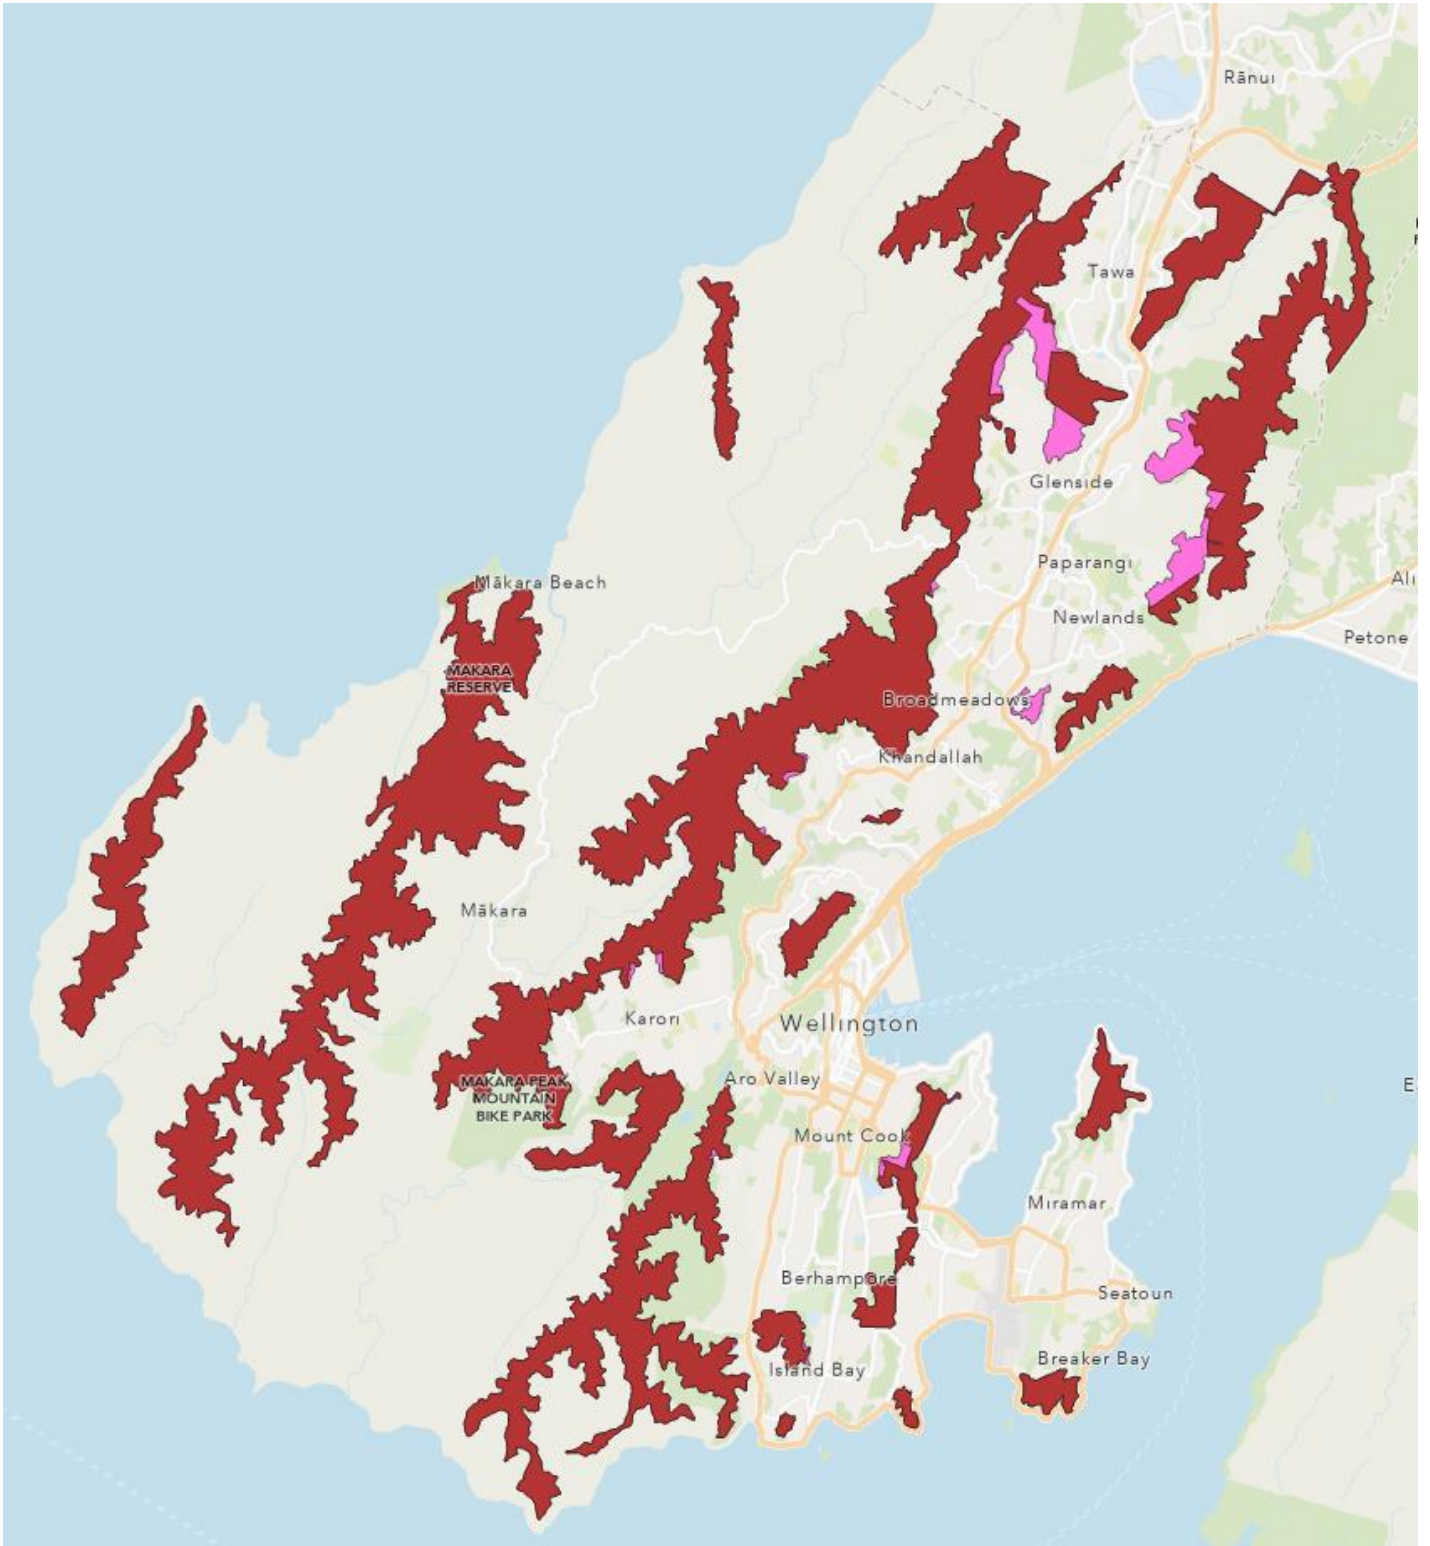 Rānui
Tawa
Glenside
Mākara Beach
Paparangi
Newlands
Petone
MAKARA
RESERVE
Broadmeadows
Khandallah
Mākara
Karori
Wellington
MAKARA PEAK
MOUNTAIN
BIKE PARK
Aro Valley
Mount Cook
Miramar
Berhampore
Seatoun
Breaker Bay
Island Bay